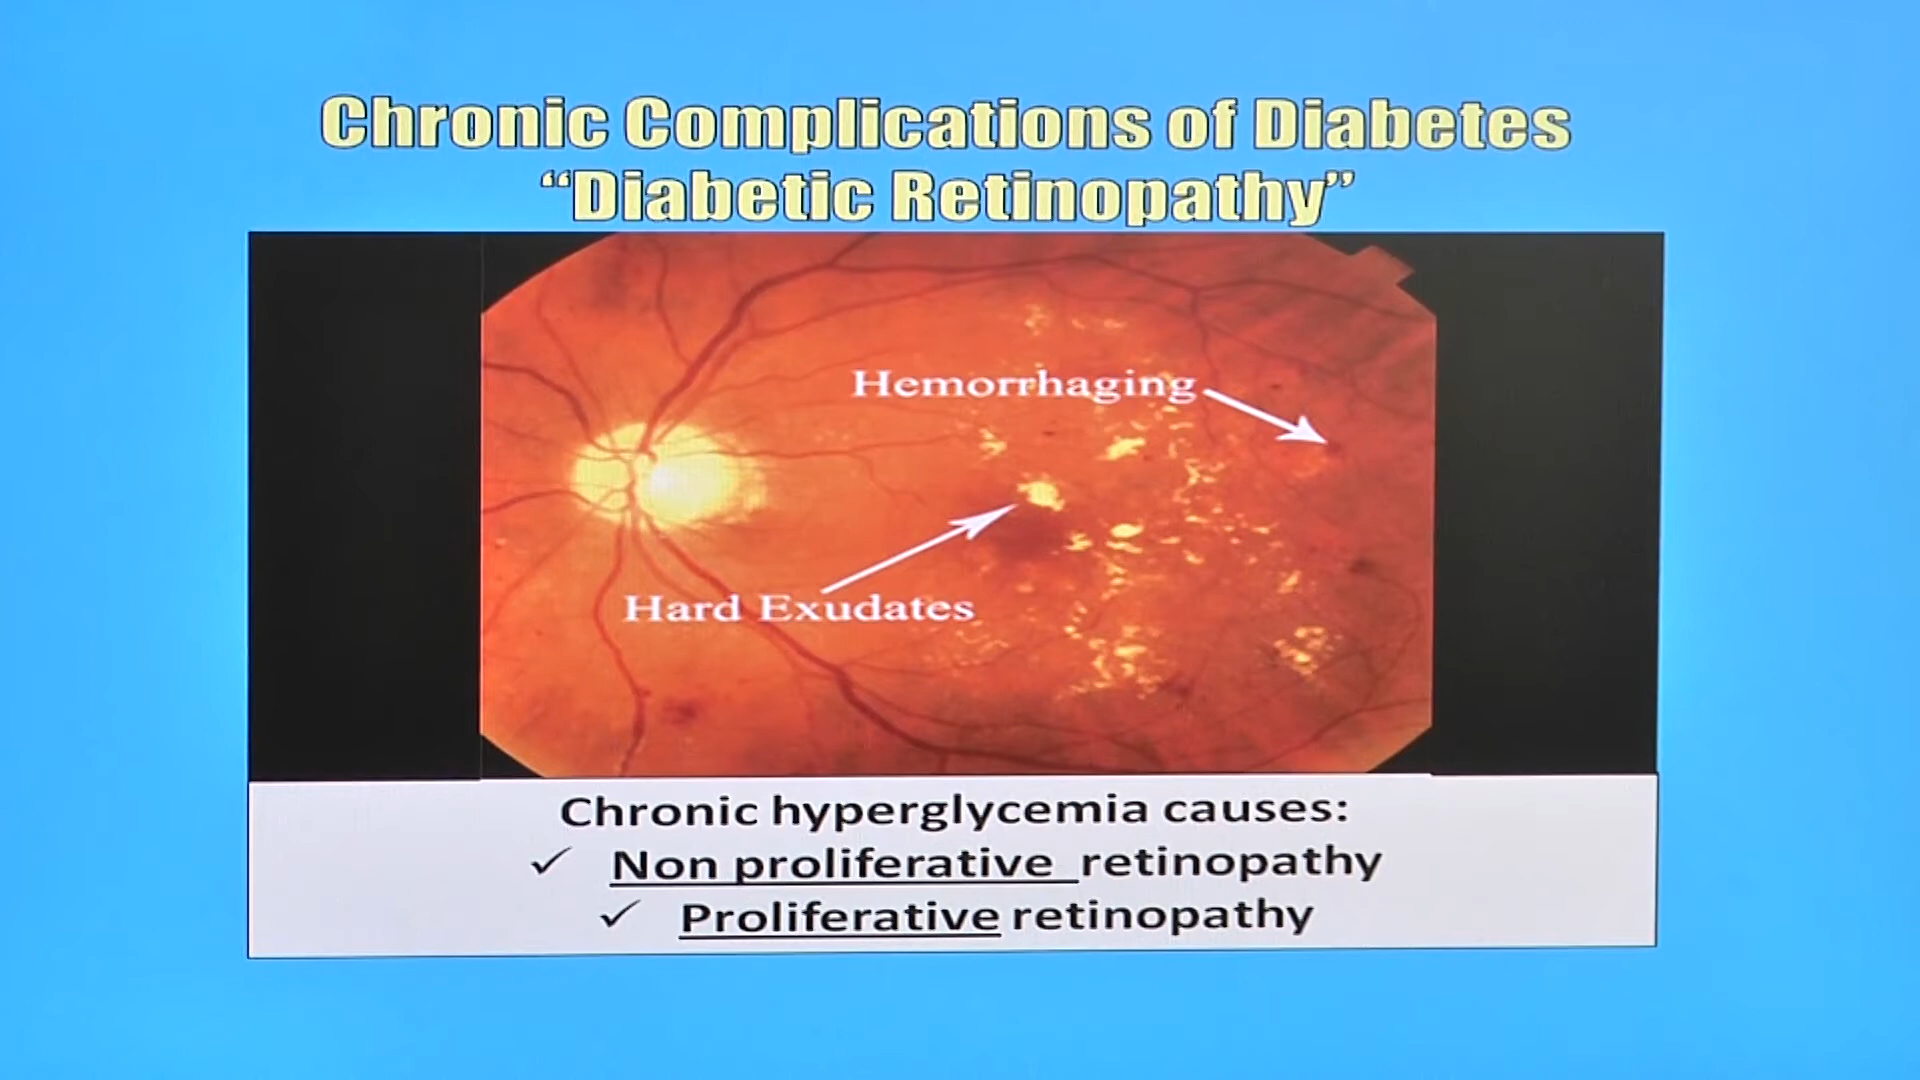 Chronic Complications of Diabetes
“Diabetic Retinopathy”
Hemorrhaging
Hard Exudates
Chronic hyperglycemia causes:
✓ Non proliferative retinopathy
✓ Proliferative retinopathy